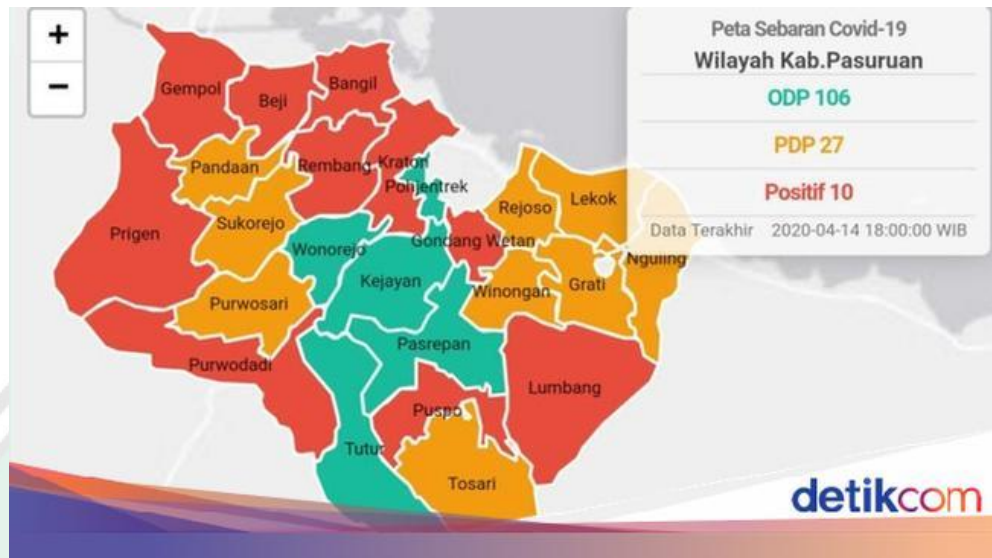 +
−
Peta Sebaran Covid-19
Wilayah Kab.Pasuruan
ODP 106
PDP 27
Positif 10
Data Terakhir 2020-04-14 18:00:00 WIB
Gempol
Beji
Bangil
Pandaan
Rembang
Kraton
Pohjentrek
Prigen
Sukorejo
Rejoso
Lekok
Wonorejo
Gondang Wetan
Nguling
Kejayan
Winongan
Grati
Purwosari
Pasrepan
Purwodadi
Lumbang
Puspo
Tutur
Tosari
detikcom